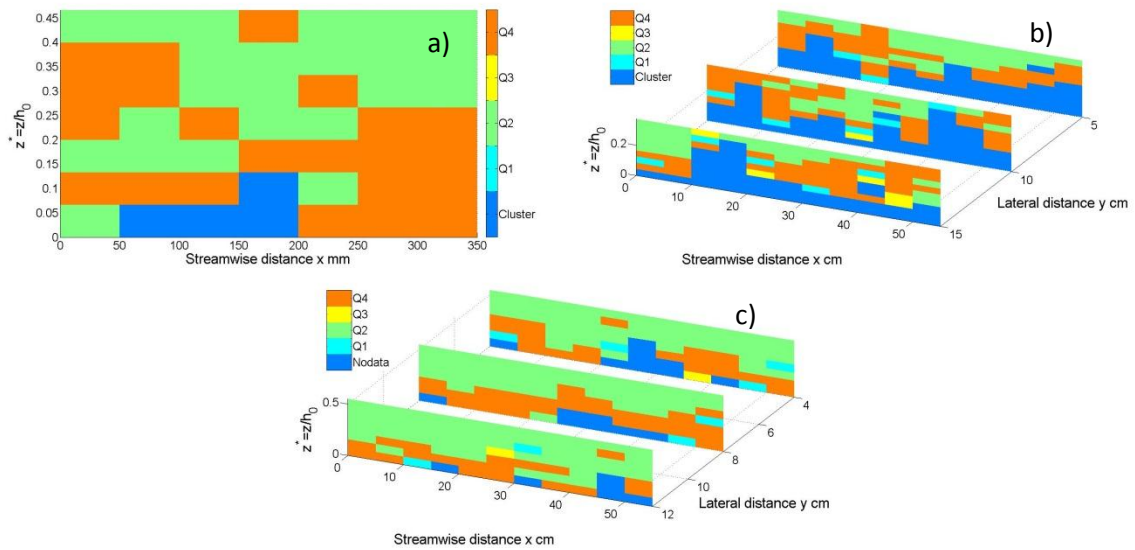 a)
0.45
0.4
0.35
0.3
0.25
0.2
0.15
0.1
0.05
0
z*=z/h0
0 50 100 150 200 250 300 350
Streamwise distance x mm
Q4
Q3
Q2
Q1
Cluster
b)
Q4
Q3
Q2
Q1
Cluster
0.2
0
z*=z/h0
0 10 20 30 40 50
5
10
15
Lateral distance y cm
Streamwise distance x cm
c)
Q4
Q3
Q2
Q1
Nodata
0.5
0
z*=z/h0
0 10 20 30 40 50
4
6
8
10
12
Lateral distance y cm
Streamwise distance x cm